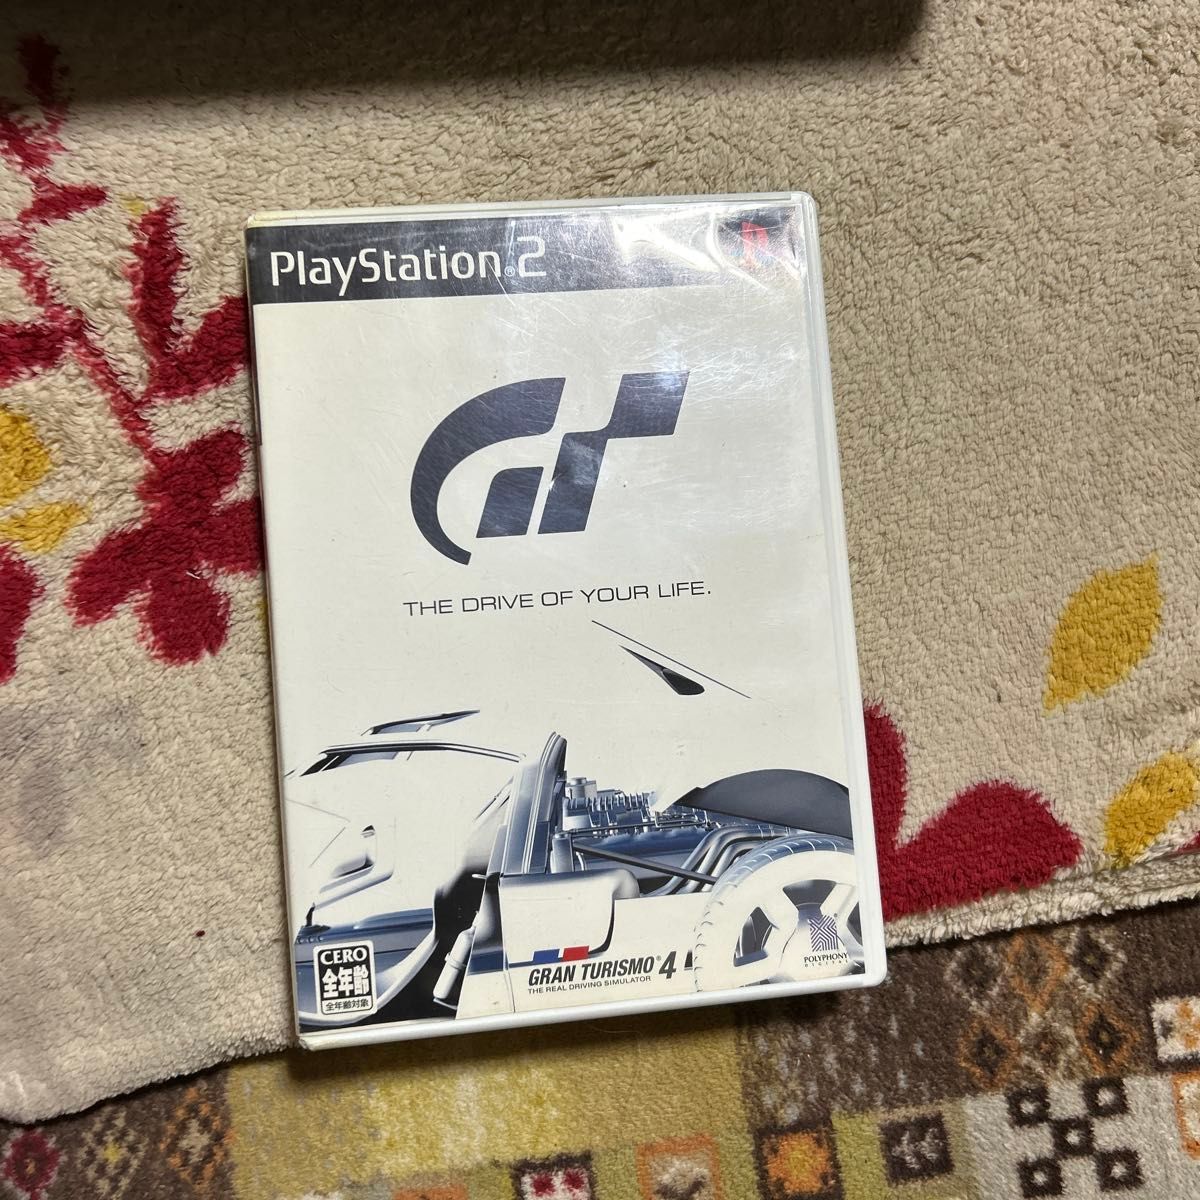 PlayStation®2
GT
THE DRIVE OF YOUR LIFE.
CERO
全年齢
全年齢対象
GRAN TURISMO®4
THE REAL DRIVING SIMULATOR
POLYPHONY
DIGITAL